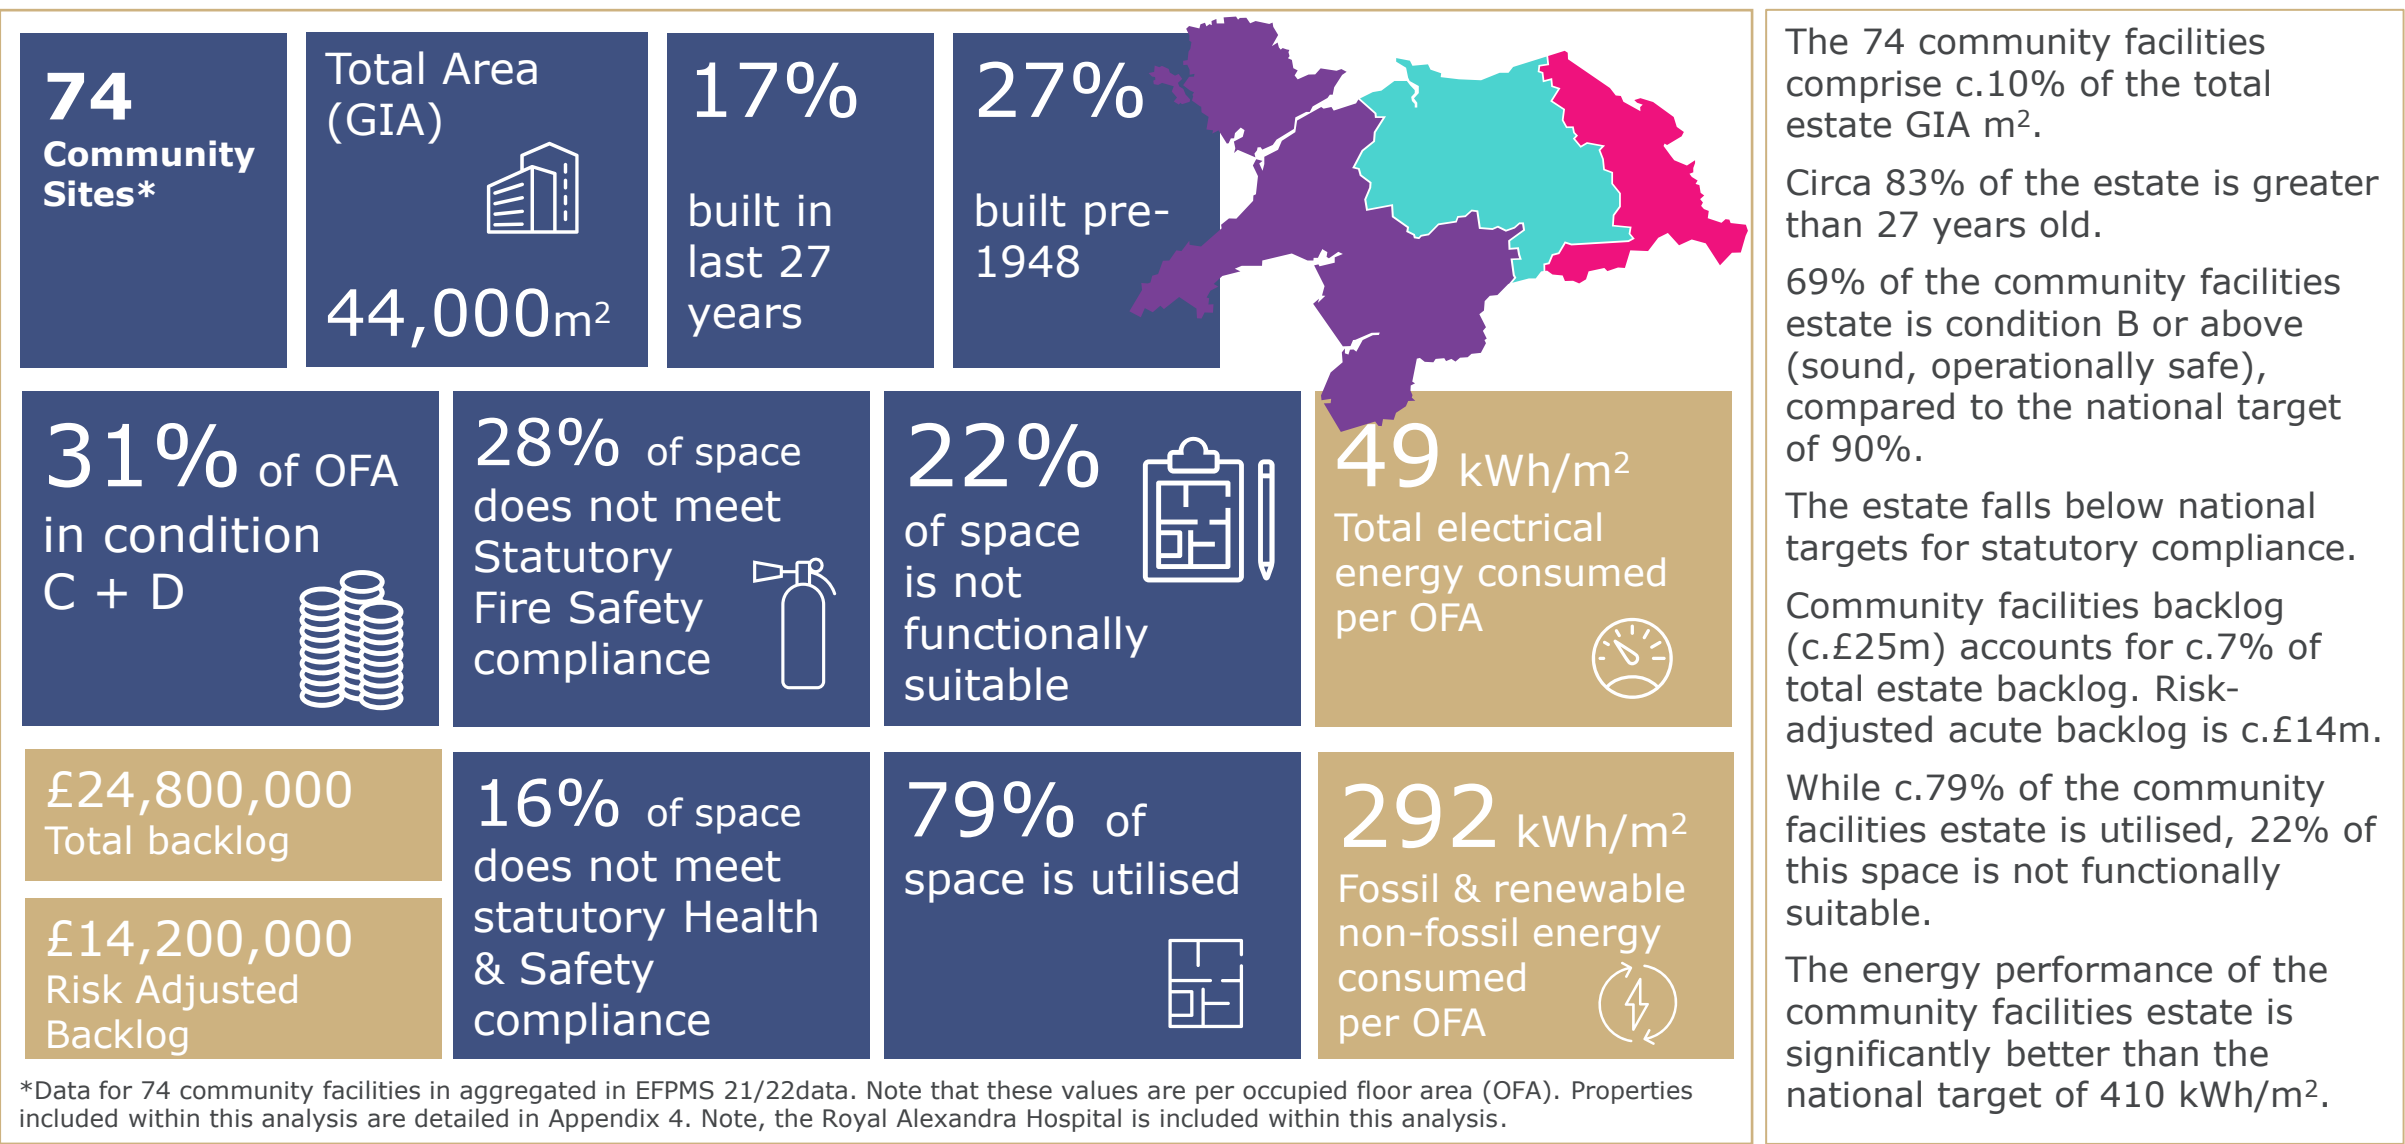 74
Community
Sites*
Total Area
(GIA)
44,000m²
17%
built in
last 27
years
27%
built pre-
1948
31% of OFA
in condition
C + D
28% of space
does not meet
Statutory
Fire Safety
compliance
22%
of space
is not
functionally
suitable
49 kWh/m²
Total electrical
energy consumed
per OFA
£24,800,000
Total backlog
£14,200,000
Risk Adjusted
Backlog
16% of space
does not meet
statutory Health
& Safety
compliance
79% of
space is utilised
292 kWh/m²
Fossil & renewable
non-fossil energy
consumed
per OFA
*Data for 74 community facilities in aggregated in EFPMS 21/22data. Note that these values are per occupied floor area (OFA). Properties
included within this analysis are detailed in Appendix 4. Note, the Royal Alexandra Hospital is included within this analysis.
The 74 community facilities
comprise c.10% of the total
estate GIA m².
Circa 83% of the estate is greater
than 27 years old.
69% of the community facilities
estate is condition B or above
(sound, operationally safe),
compared to the national target
of 90%.
The estate falls below national
targets for statutory compliance.
Community facilities backlog
(c.£25m) accounts for c.7% of
total estate backlog. Risk-
adjusted acute backlog is c.£14m.
While c.79% of the community
facilities estate is utilised, 22% of
this space is not functionally
suitable.
The energy performance of the
community facilities estate is
significantly better than the
national target of 410 kWh/m².